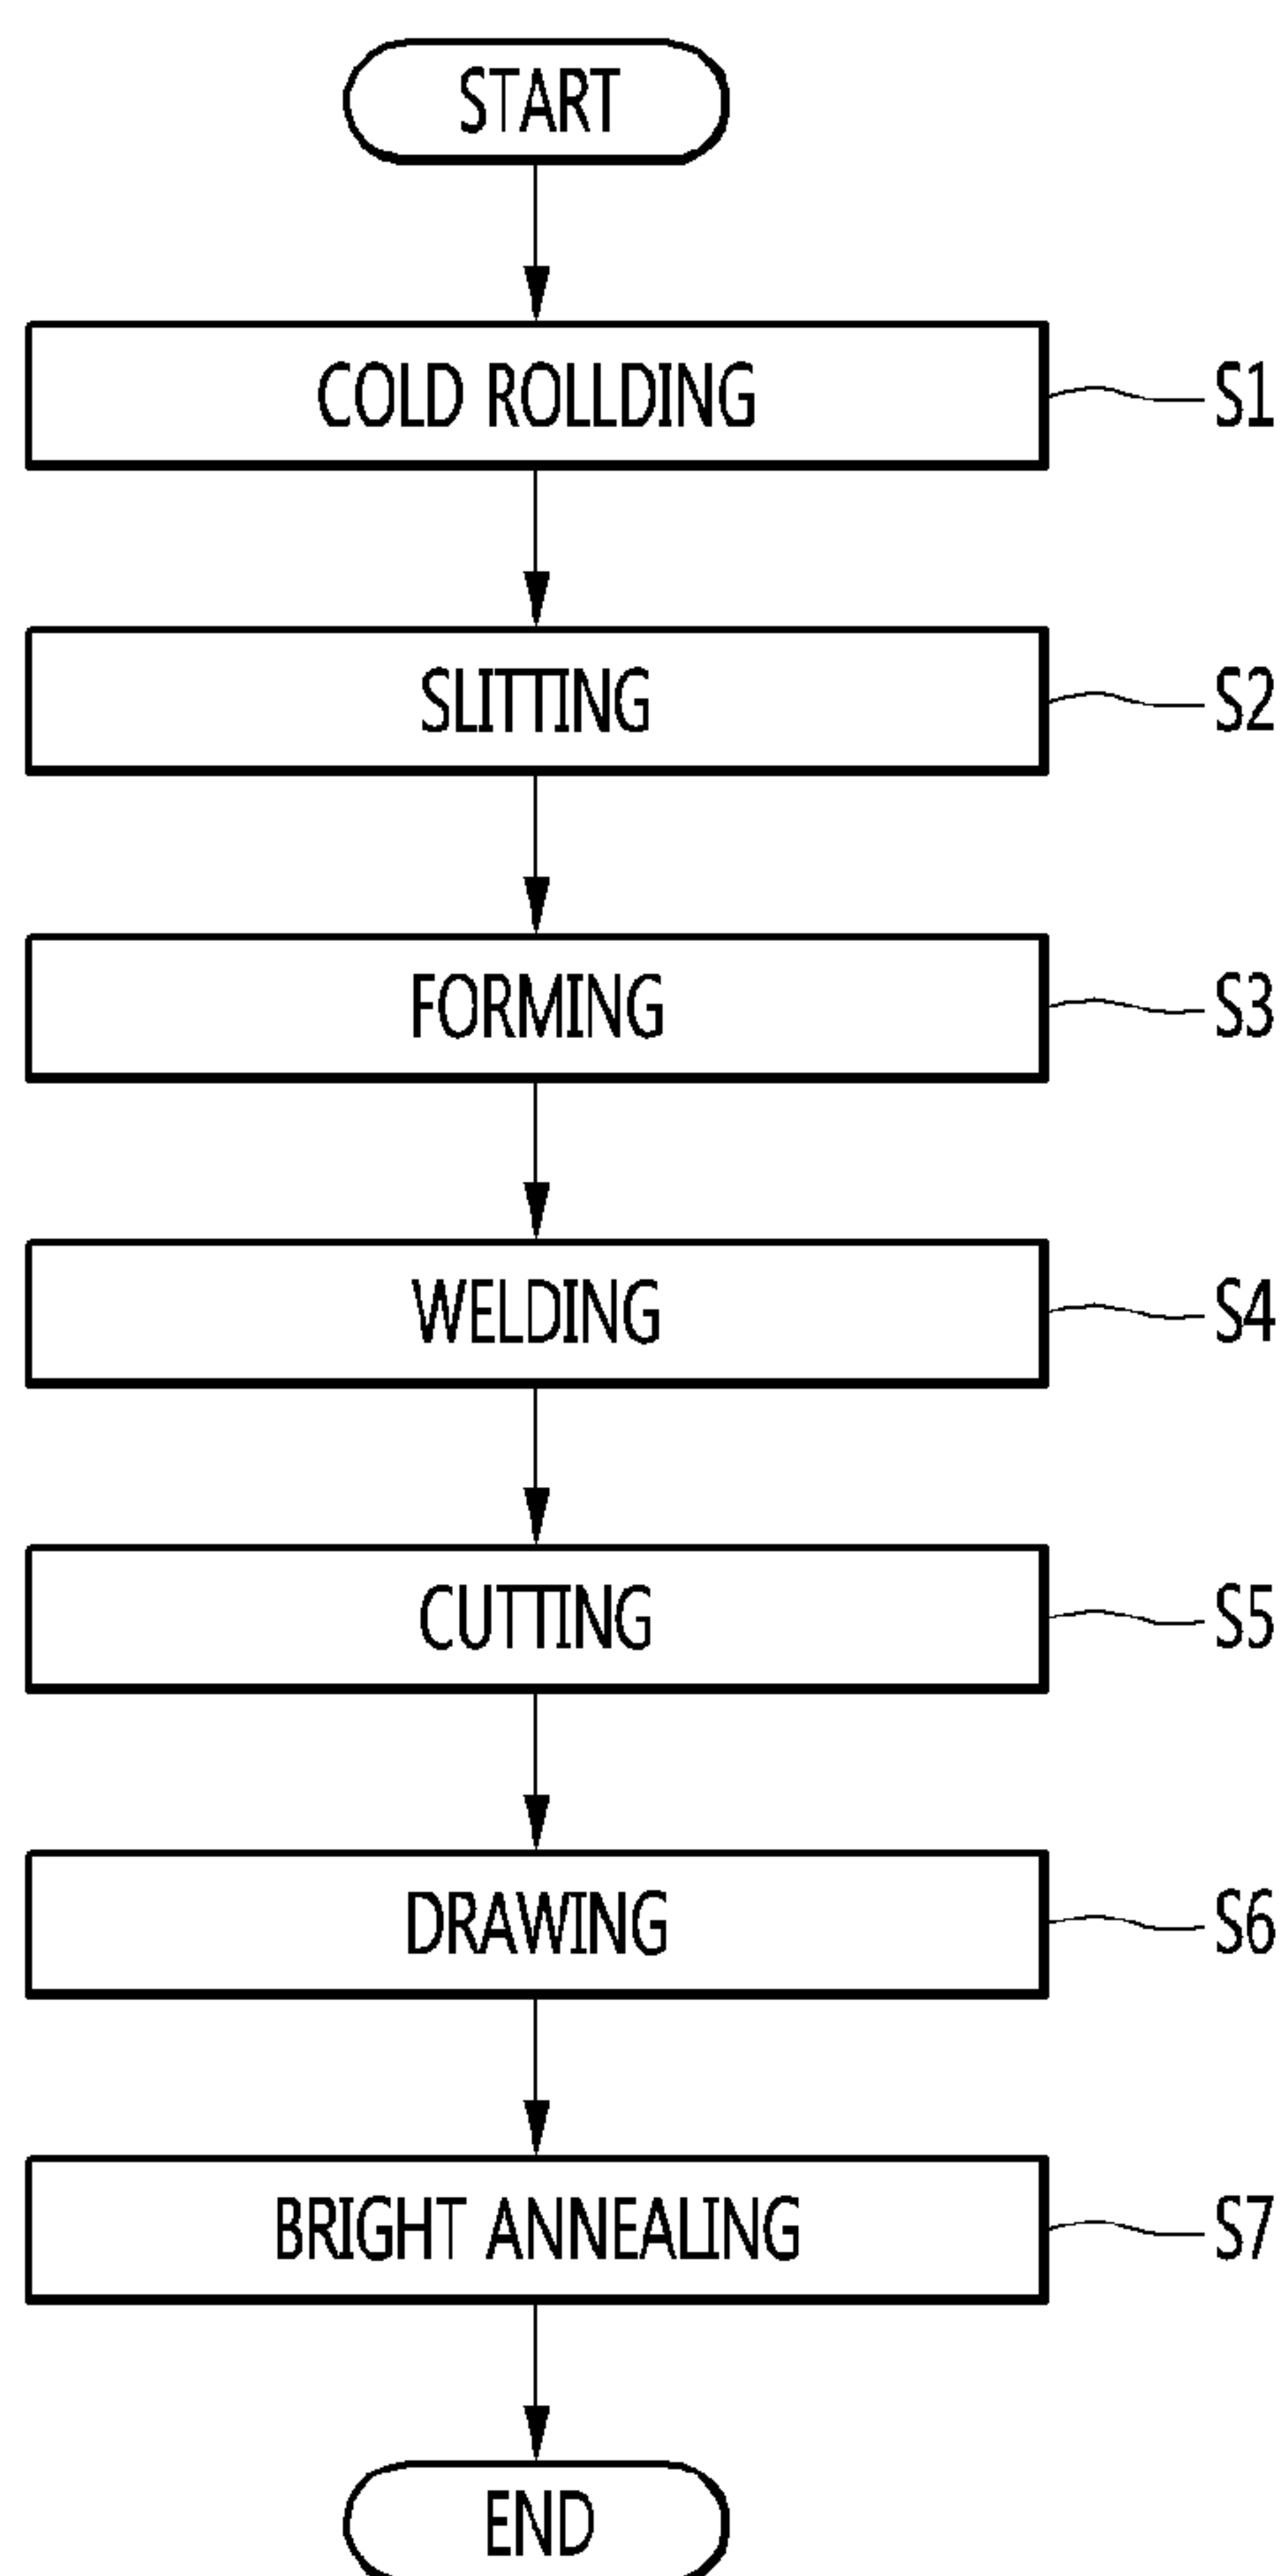 START
COLD ROLLDING S1
SLITTING S2
FORMING S3
WELDING S4
CUTTING S5
DRAWING S6
BRIGHT ANNEALING S7
END